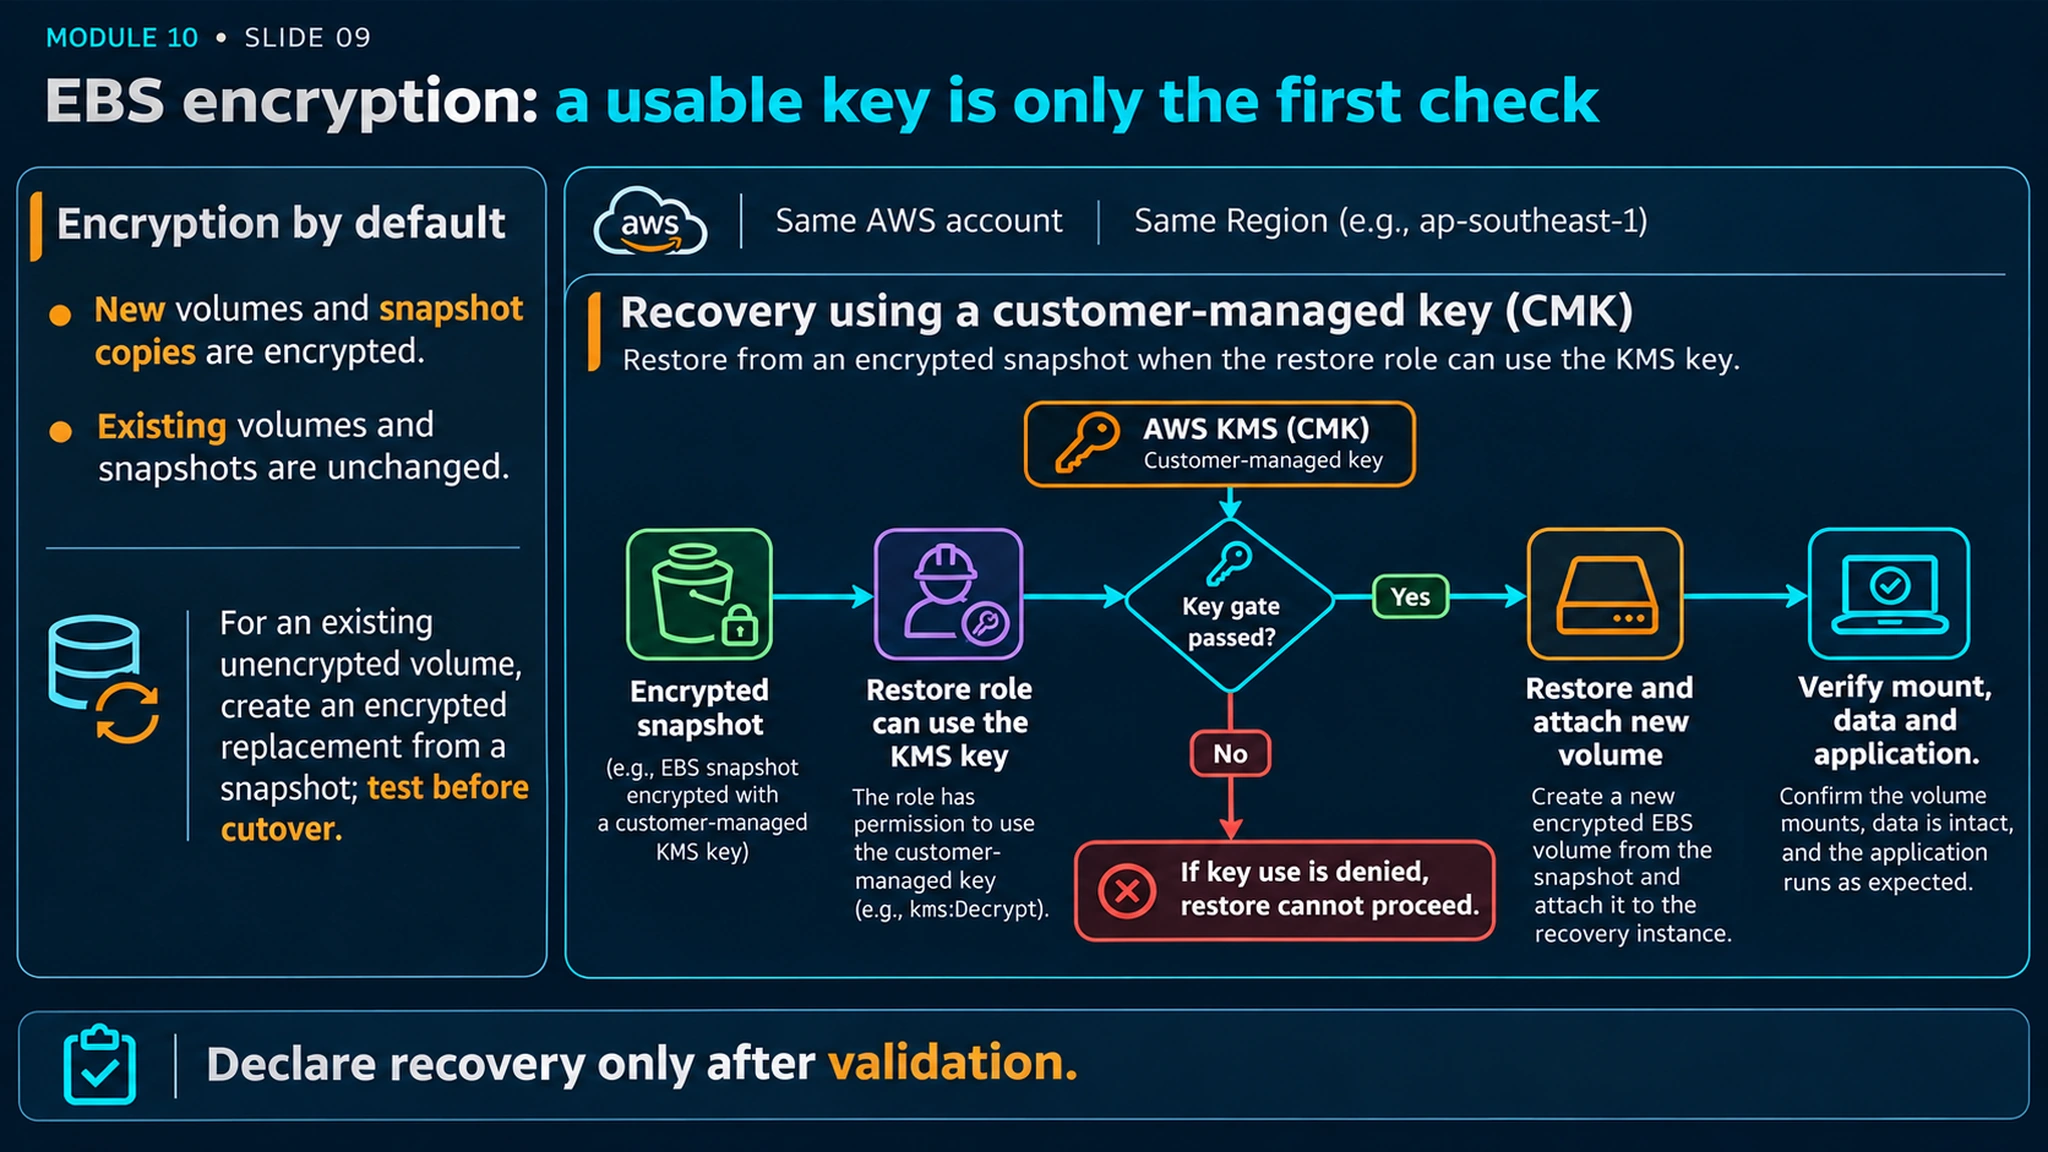 MODULE 10 • SLIDE 09
EBS encryption: a usable key is only the first check
Encryption by default
New volumes and snapshot
copies are encrypted.
Existing volumes and
snapshots are unchanged.
For an existing
unencrypted volume,
create an encrypted
replacement from a
snapshot; test before
cutover.
aws
Same AWS account
Same Region (e.g., ap-southeast-1)
Recovery using a customer-managed key (CMK)
Restore from an encrypted snapshot when the restore role can use the KMS key.
AWS KMS (CMK)
Customer-managed key
Encrypted
snapshot
(e.g., EBS snapshot
encrypted with
a customer-managed
KMS key)
Restore role
can use the
KMS key
The role has
permission to use
the customer-
managed key
(e.g., kms:Decrypt).
Key gate
passed?
Yes
No
If key use is denied,
restore cannot proceed.
Restore and
attach new
volume
Create a new
encrypted EBS
volume from the
snapshot and
attach it to the
recovery instance.
Verify mount,
data and
application.
Confirm the volume
mounts, data is intact,
and the application
runs as expected.
Declare recovery only after validation.